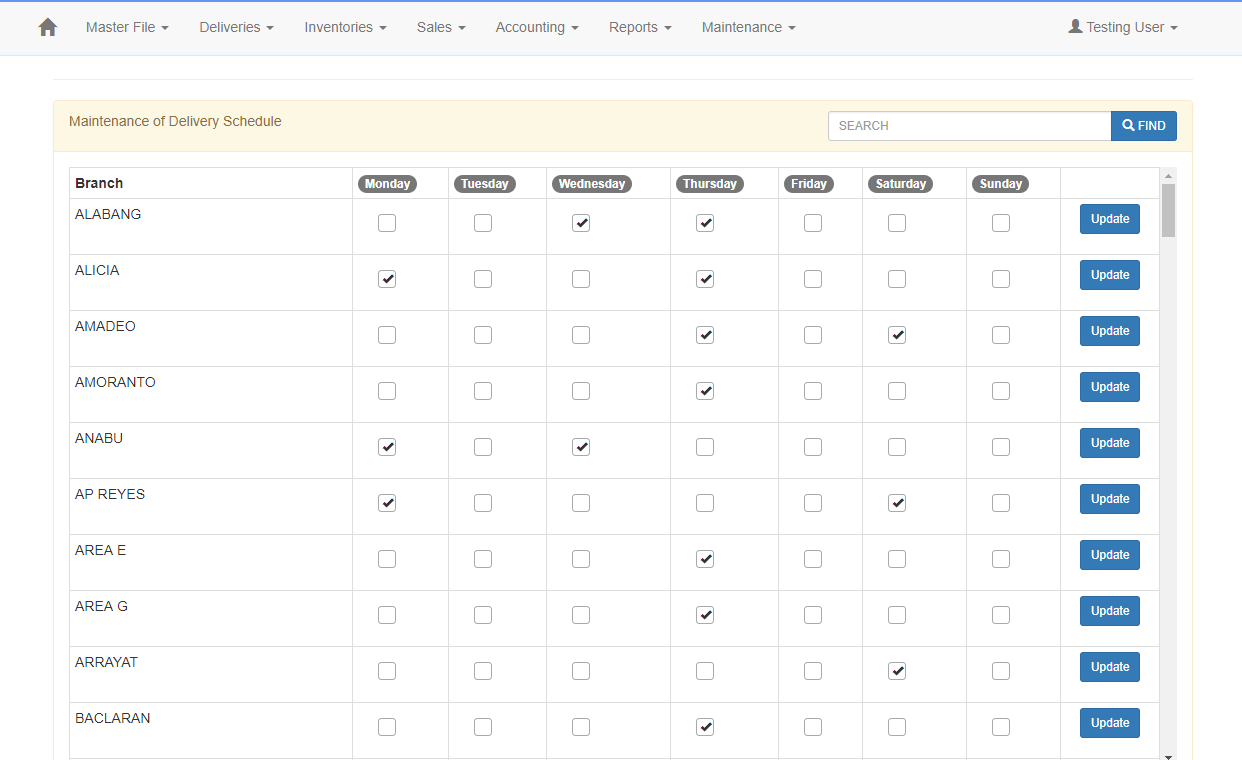 Master File Deliveries Inventories Sales Accounting Reports Maintenance Testing User
Maintenance of Delivery Schedule SEARCH FIND
Branch Monday Tuesday Wednesday Thursday Friday Saturday Sunday
ALABANG Update
ALICIA Update
AMADEO Update
AMORANTO Update
ANABU Update
AP REYES Update
AREA E Update
AREA G Update
ARRAYAT Update
BACLARAN Update